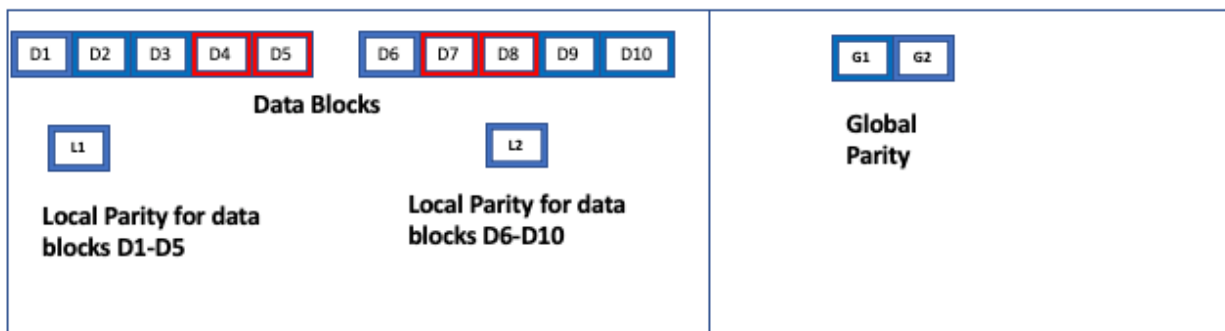 D1 D2 D3 D4 D5 D6 D7 D8 D9 D10
G1 G2
Data Blocks
L1
L2
Global
Parity
Local Parity for data
blocks D1-D5
Local Parity for data
blocks D6-D10